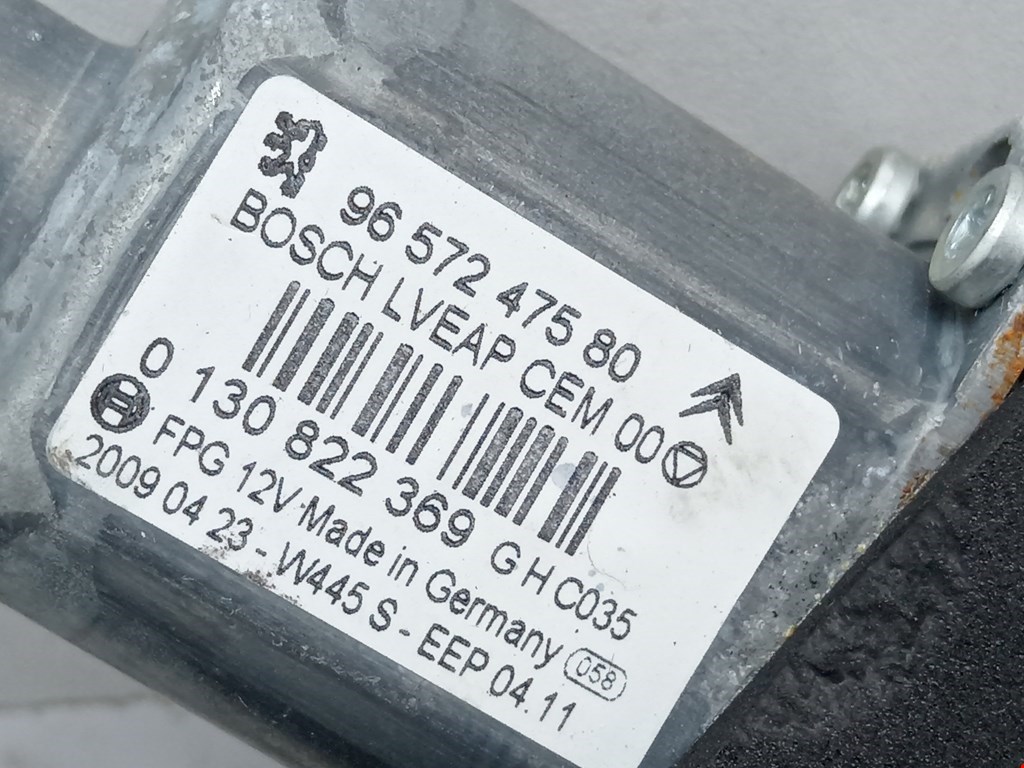 96 572 475 80
BOSCH LVEAP CEM 00
0 130 822 369 G H C035
FPG 12V Made in Germany 058
2009 04 23 - W445 S - EEP 04.11